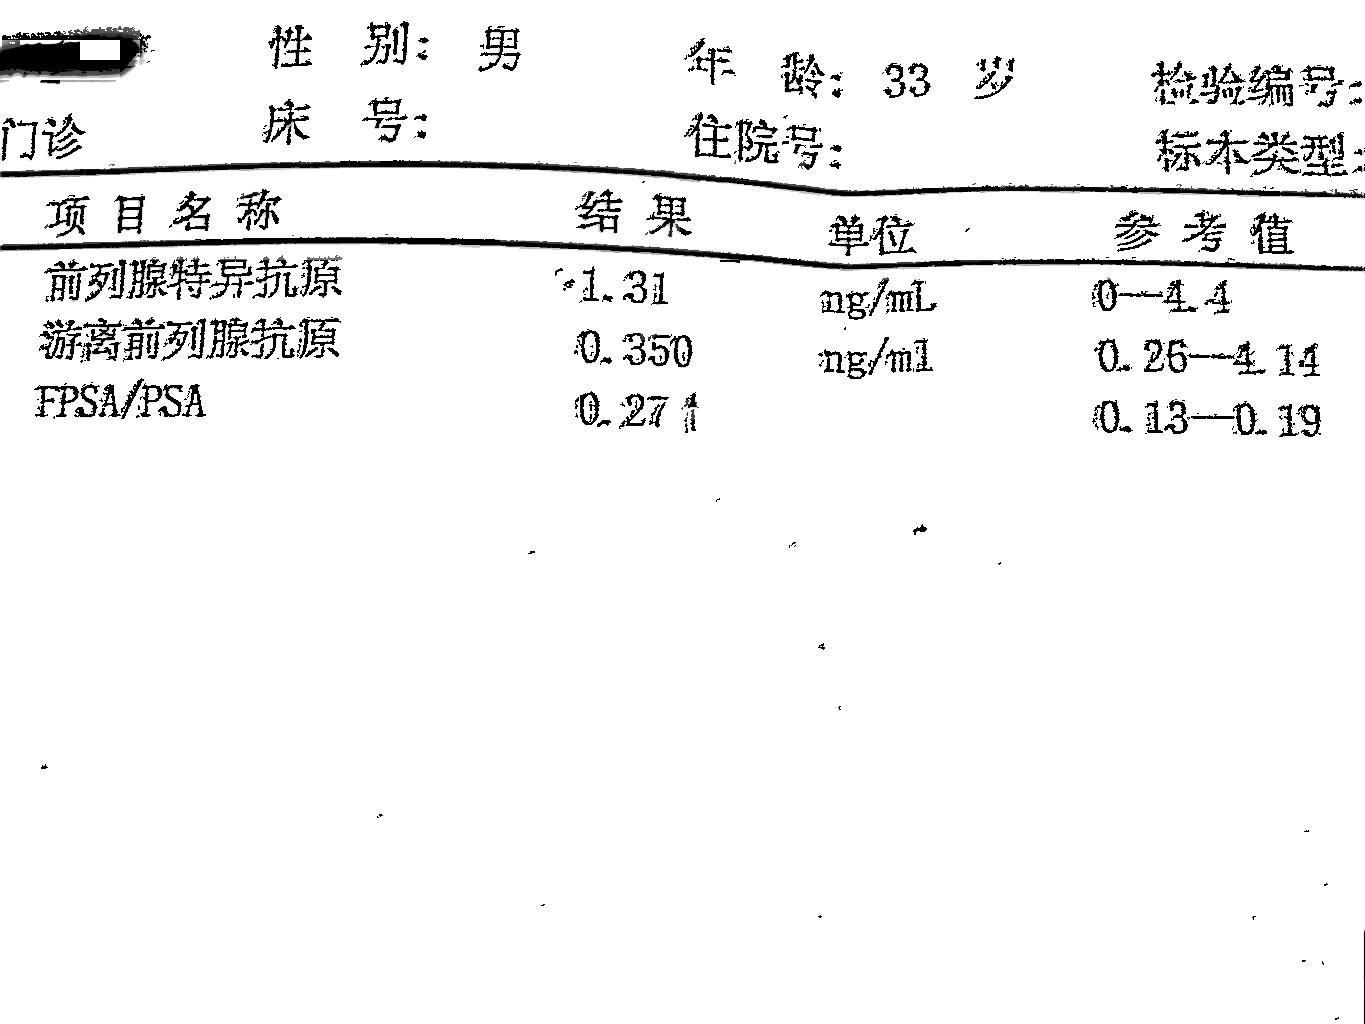 性 别: 男 年 龄: 33 岁 检验编号:
门诊 床 号: 住院号: 标本类型:
项目名称 结果 单位 参考值
前列腺特异抗原 1.31 ng/mL 0—4.4
游离前列腺抗原 0.350 ng/ml 0.26—4.14
FPSA/PSA 0.27 0.13—0.19